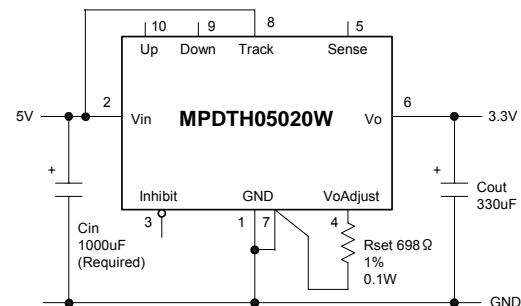 10 9 8 5
Up Down Track Sense
2 6
5V Vin MPDTH05020W Vo 3.3V
+ +
Inhibit GND VoAdjust
3 1 7 4
Cin
1000uF
(Required)
Rset 698Ω
1%
0.1W
Cout
330uF
GND